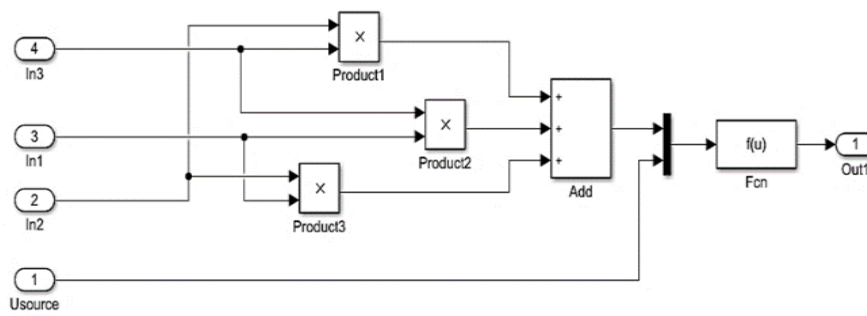 4
In3
×
Product1
3
In1
×
Product2
2
In2
×
Product3
+
+
+
Add
f(u)
Fcn
1
Out1
1
Usource